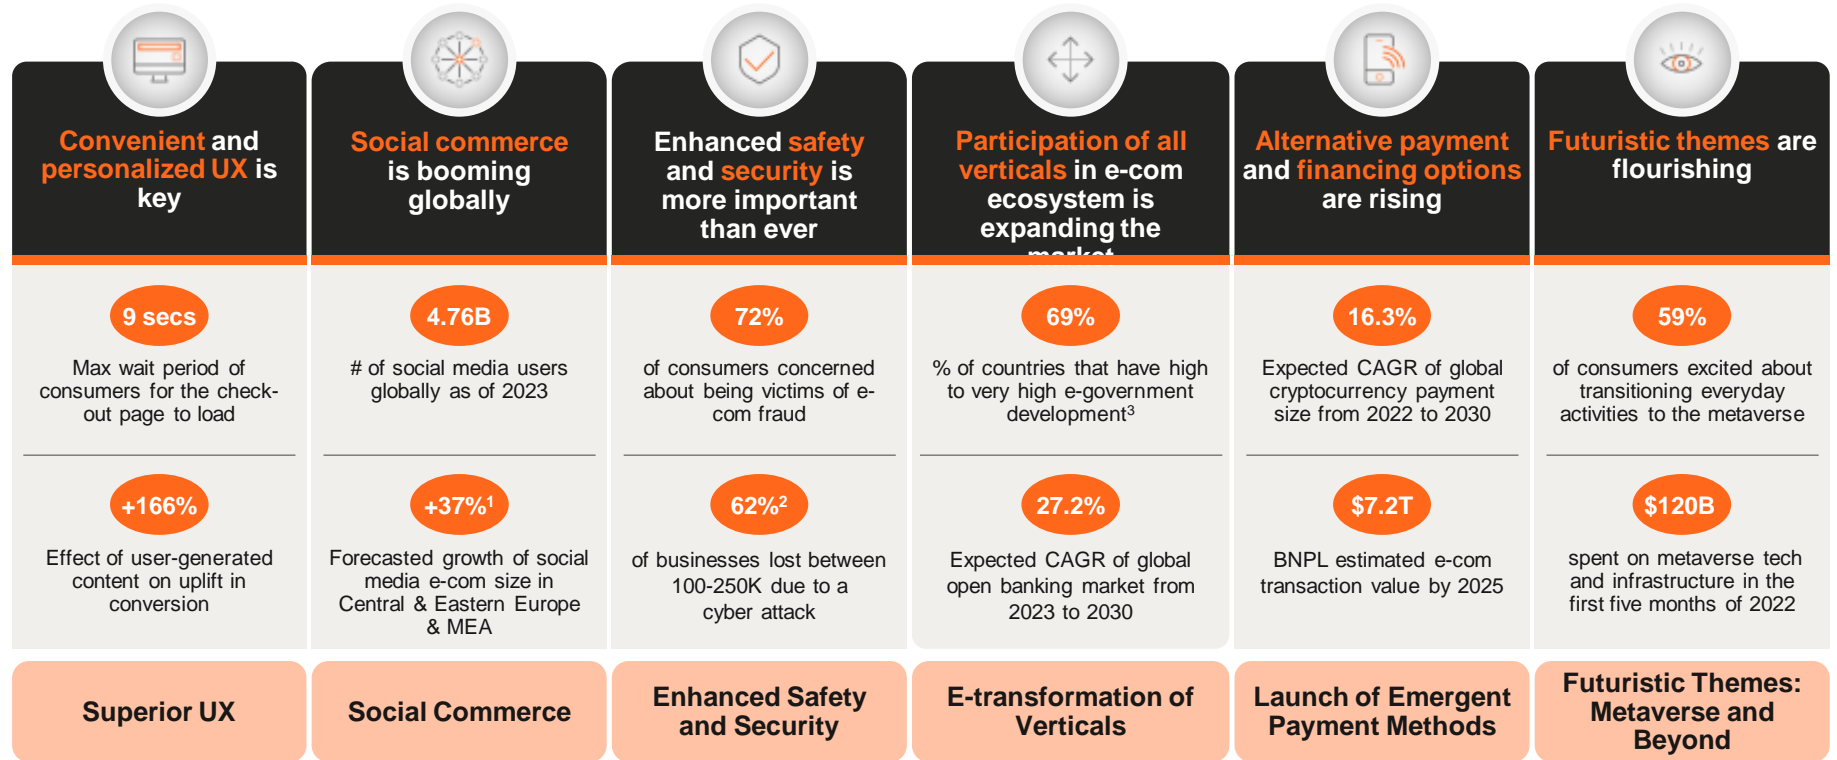 Convenient and
personalized UX is
key
9 secs
Max wait period of
consumers for the check-
out page to load
+166%
Effect of user-generated
content on uplift in
conversion
Superior UX
Social commerce
is booming
globally
4.76B
# of social media users
globally as of 2023
+37%¹
Forecasted growth of social
media e-com size in
Central & Eastern Europe
& MEA
Social Commerce
Enhanced safety
and security is
more important
than ever
72%
of consumers concerned
about being victims of e-
com fraud
62%²
of businesses lost between
100-250K due to a
cyber attack
Enhanced Safety
and Security
Participation of all
verticals in e-com
ecosystem is
expanding the
market
69%
% of countries that have high
to very high e-government
development³
27.2%
Expected CAGR of global
open banking market from
2023 to 2030
E-transformation of
Verticals
Alternative payment
and financing options
are rising
16.3%
Expected CAGR of global
cryptocurrency payment
size from 2022 to 2030
$7.2T
BNPL estimated e-com
transaction value by 2025
Launch of Emergent
Payment Methods
Futuristic themes are
flourishing
59%
of consumers excited about
transitioning everyday
activities to the metaverse
$120B
spent on metaverse tech
and infrastructure in the
first five months of 2022
Futuristic Themes:
Metaverse and
Beyond